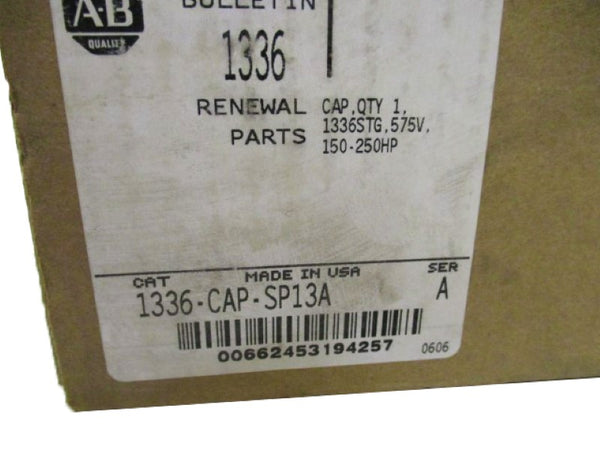 A·B
QUALITY
BULLETIN
1336
RENEWAL PARTS
CAP,QTY 1,
1336STG,575V,
150-250HP
CAT MADE IN USA SER
1336-CAP-SP13A A
00662453194257 0606